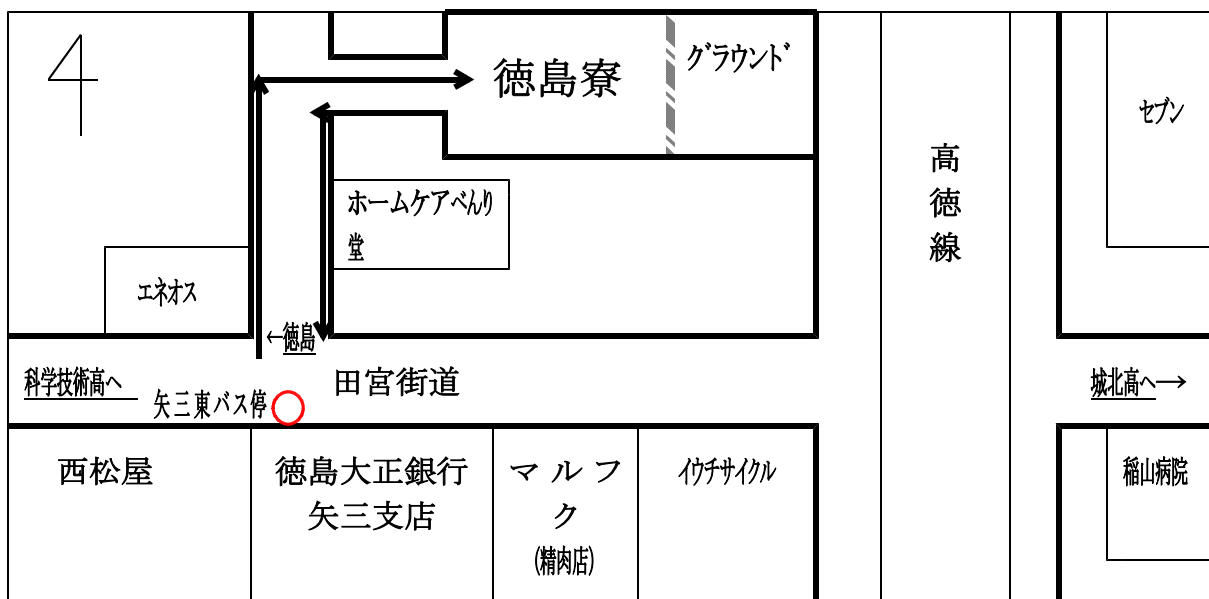 徳島寮
ｸﾞﾗｳﾝﾄﾞ
セブン
高徳線
ホームケアべんり
堂
エネオス
←徳島
科学技術高へ
田宮街道
矢三東バス停
城北高へ→
西松屋
徳島大正銀行
矢三支店
マルフ
ク
(精肉店)
イウチサイクル
稲山病院